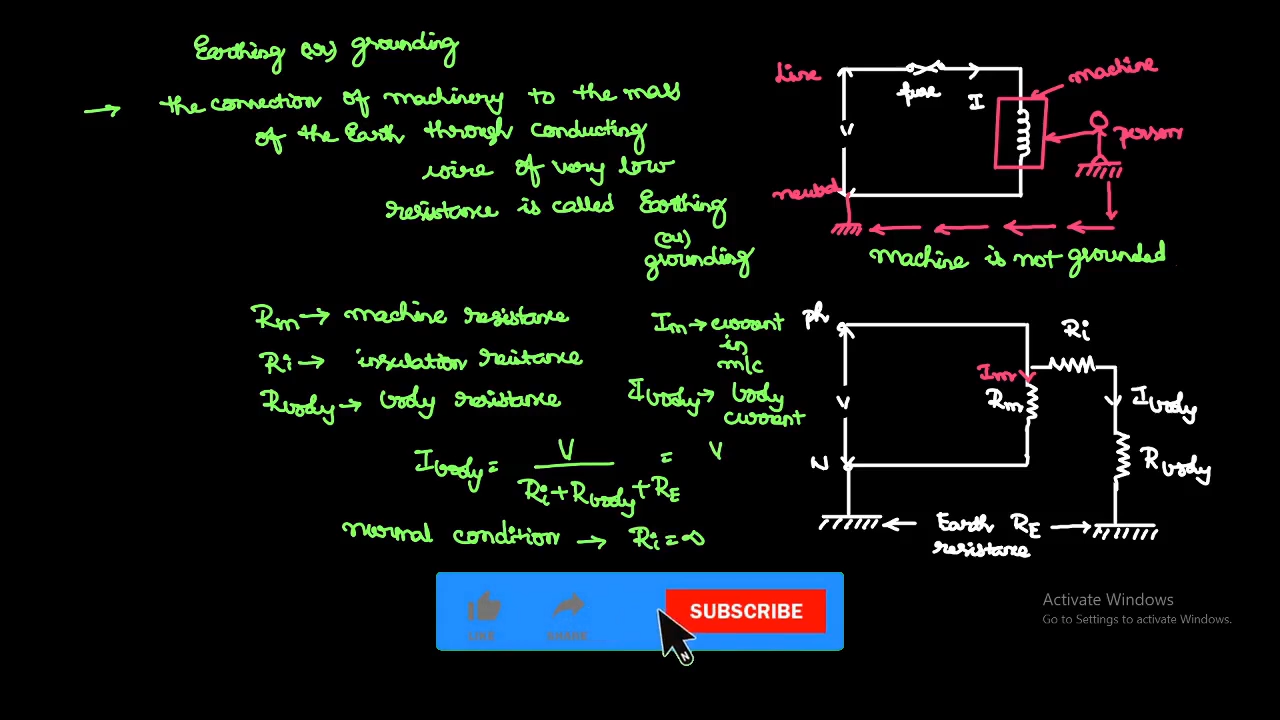 Earthing (or) grounding
→ the connection of machinery to the mass
of the Earth through conducting
wire of very low
resistance is called Earthing
(or)
grounding
Line
fuse
I
machine
V
person
neutral
machine is not grounded
Rm → machine resistance
Ri → insulation resistance
Rbody → body resistance
Im → current
in
m/c
Ibody → body
current
Ibody = V / (Ri + Rbody + RE) = V
normal condition → Ri = ∞
ph
Ri
Im
Rm
V
Ibody
N
Rbody
Earth RE
resistance
LIKE
SHARE
SUBSCRIBE
N
Activate Windows
Go to Settings to activate Windows.